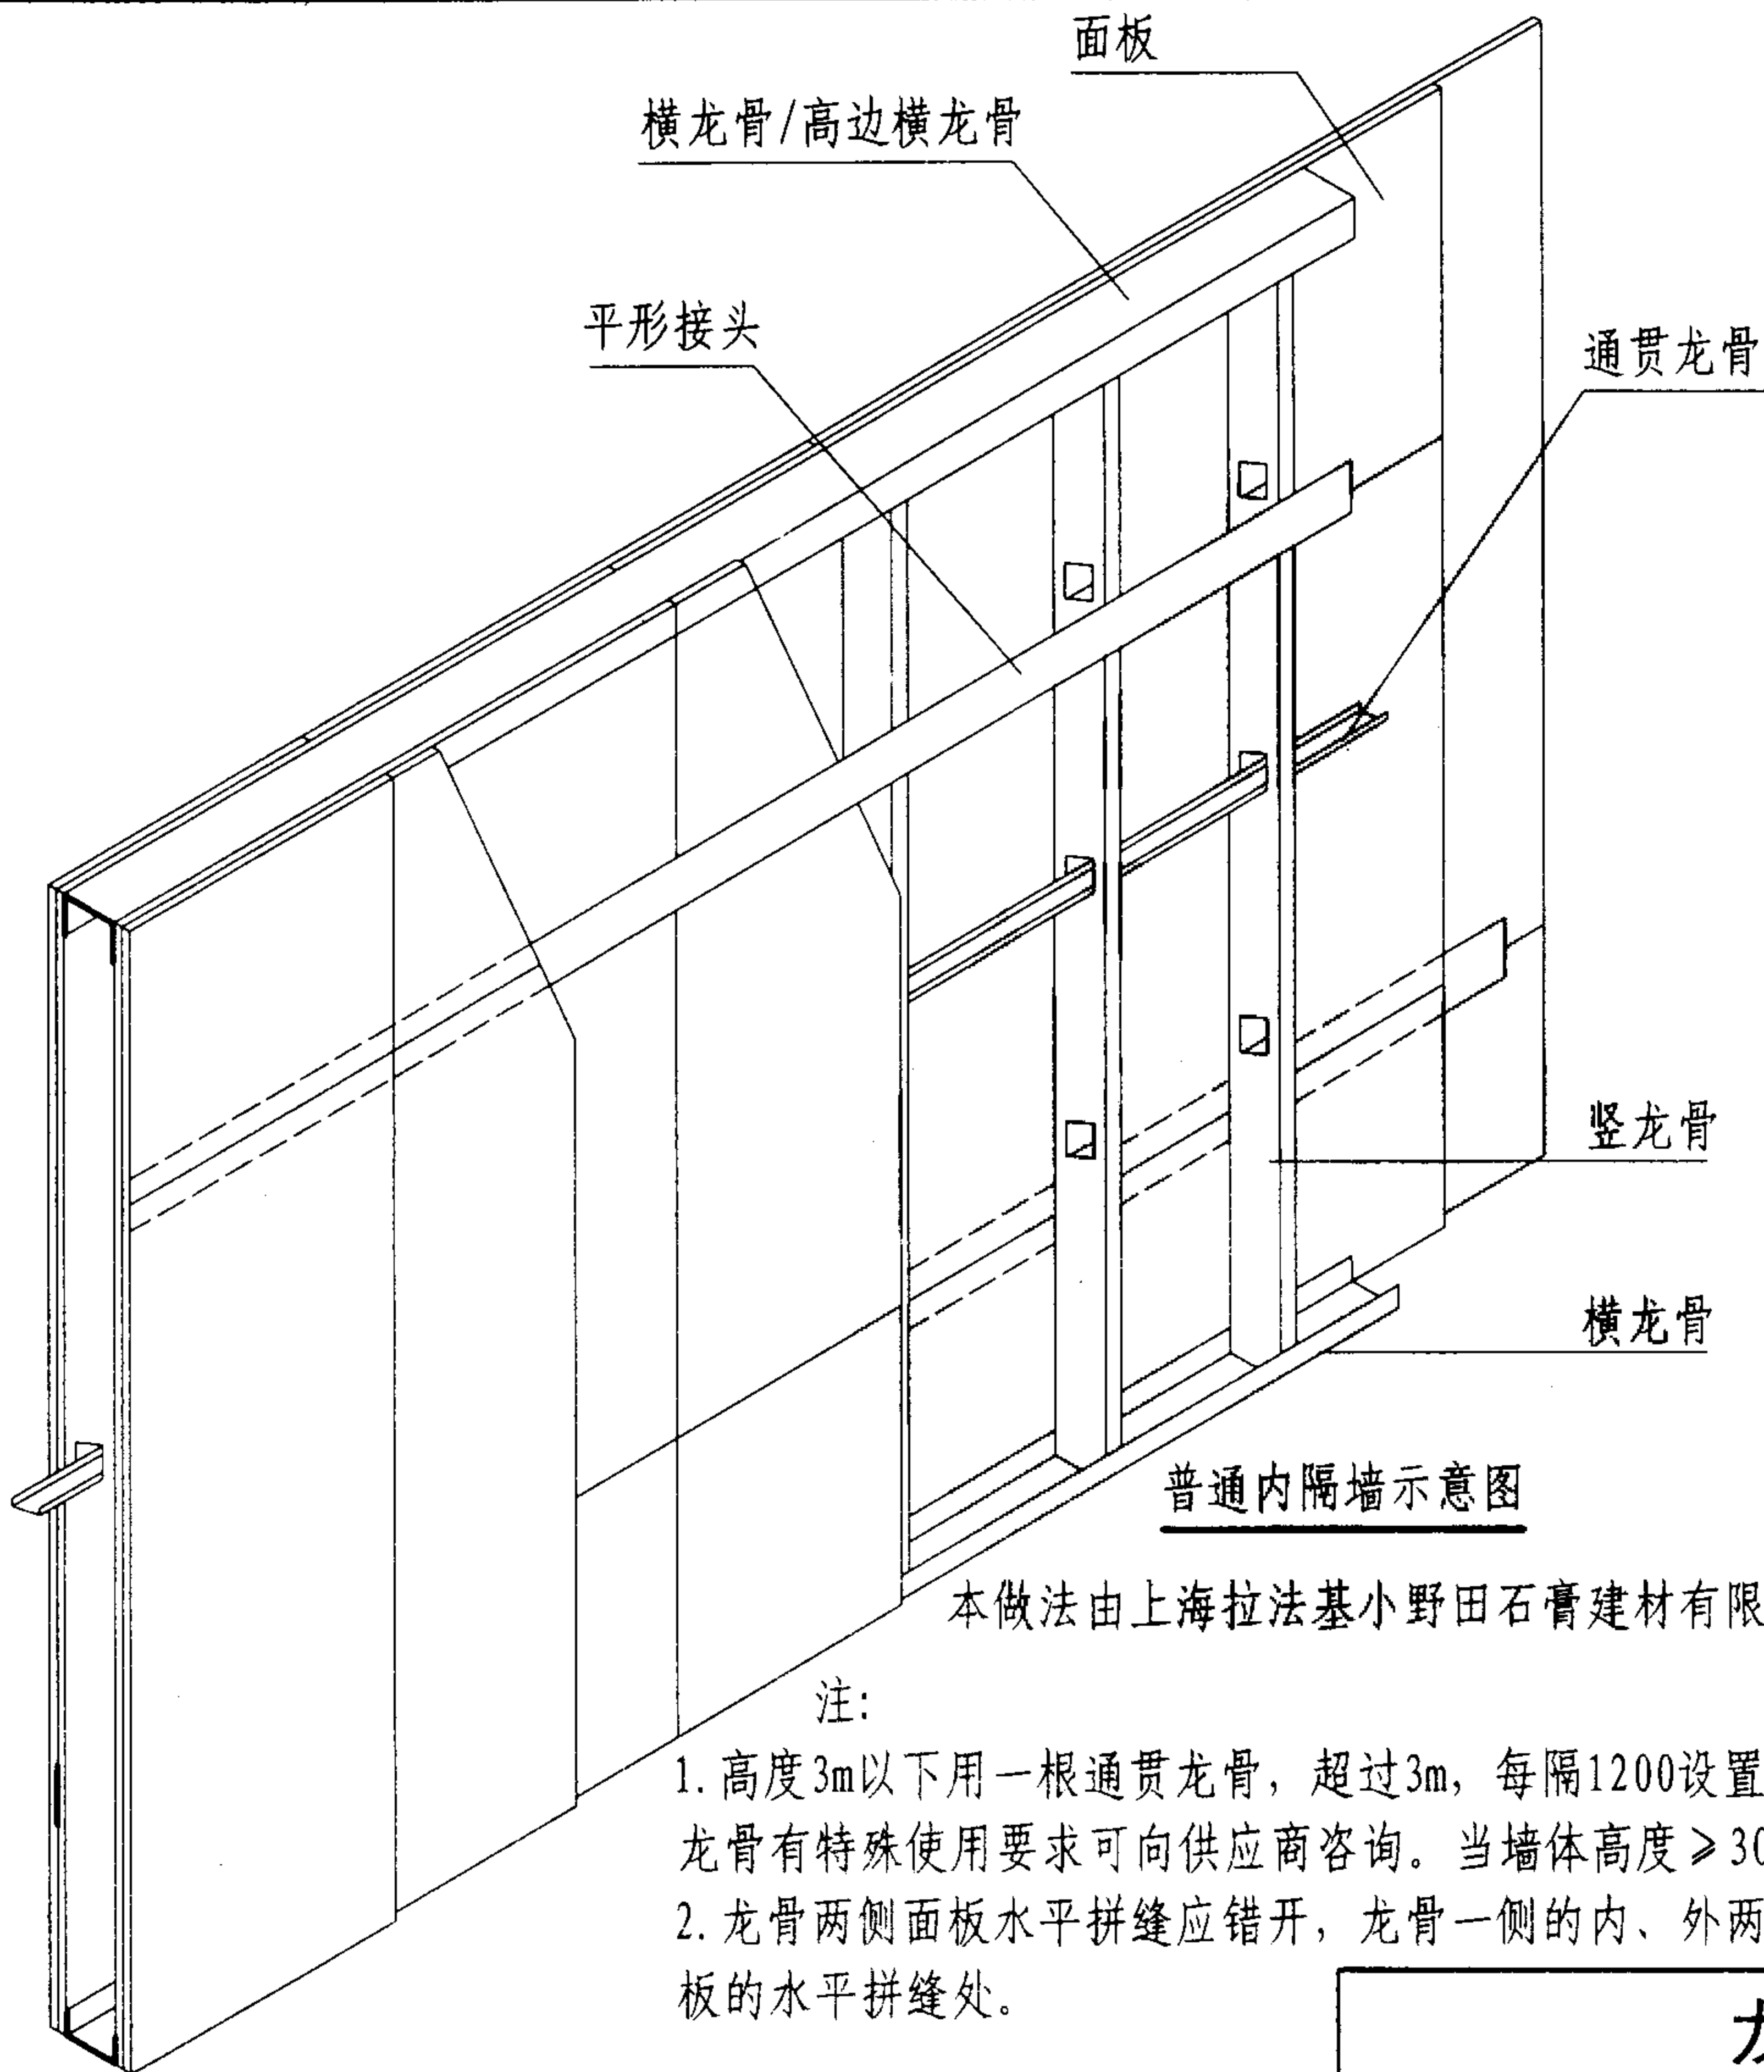 面板
横龙骨/高边横龙骨
平形接头
通贯龙骨
竖龙骨
横龙骨
普通内隔墙示意图
本做法由上海拉法基小野田石膏建材有限
注:
1. 高度3m以下用一根通贯龙骨, 超过3m, 每隔1200设置
龙骨有特殊使用要求可向供应商咨询。当墙体高度≥30
2. 龙骨两侧面板水平拼缝应错开, 龙骨一侧的内、外两
板的水平拼缝处。